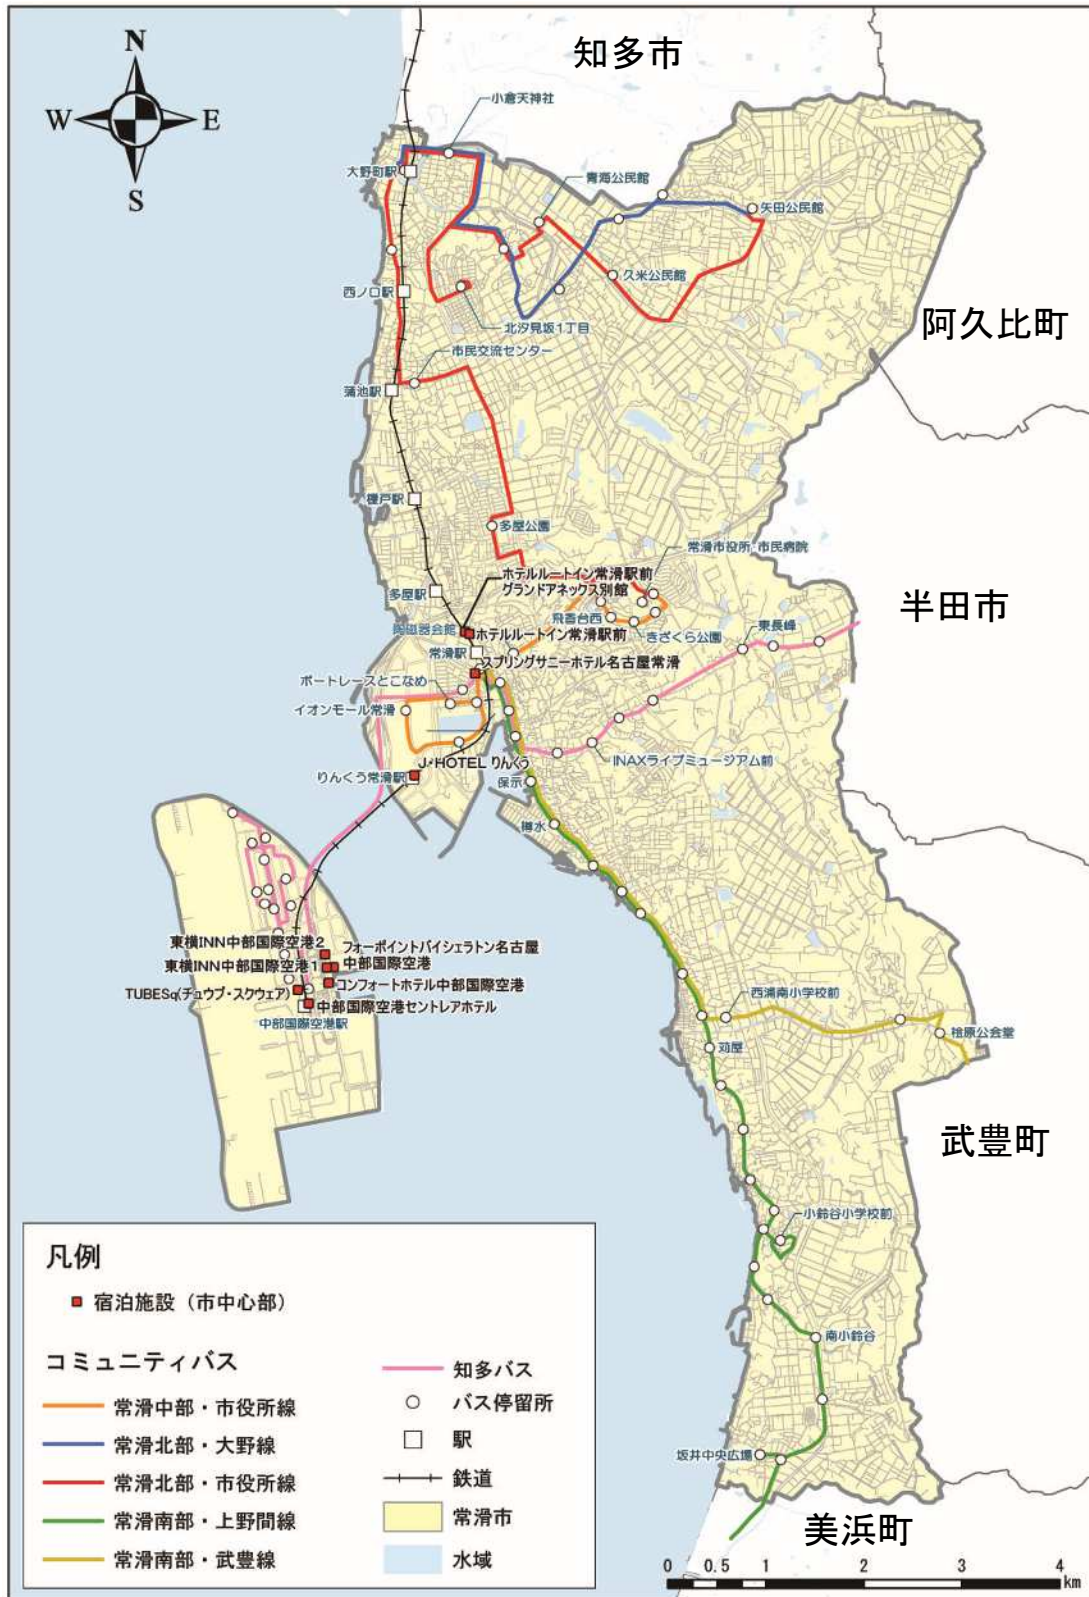 知多市
N
W
E
S
小倉天神社
大野町駅
青海公民館
矢田公民館
久米公民館
西ノ口駅
北汐見坂1丁目
阿久比町
市民交流センター
蒲池駅
榎戸駅
多屋公園
常滑市役所・市民病院
ホテルルートイン常滑駅前
グランドアネックス別館
多屋駅
飛香台西
半田市
陶磁器会館
ホテルルートイン常滑駅前
きざくら公園
東長峰
常滑駅
スプリングサニーホテル名古屋常滑
ボートレースとこなめ
イオンモール常滑
INAXライブミュージアム前
J・HOTEL りんくう
りんくう常滑駅
保示
樽水
東横INN中部国際空港2
フォーポイントバイシェラトン名古屋
中部国際空港
東横INN中部国際空港1
コンフォートホテル中部国際空港
TUBESq(チュウブ・スクウェア)
中部国際空港セントレアホテル
中部国際空港駅
西浦南小学校前
苅屋
桧原公会堂
武豊町
小鈴谷小学校前
南小鈴谷
坂井中央広場
美浜町
凡例
宿泊施設（市中心部）
コミュニティバス
常滑中部・市役所線
常滑北部・大野線
常滑北部・市役所線
常滑南部・上野間線
常滑南部・武豊線
知多バス
バス停留所
駅
鉄道
常滑市
水域
0 0.5 1 2 3 4
km